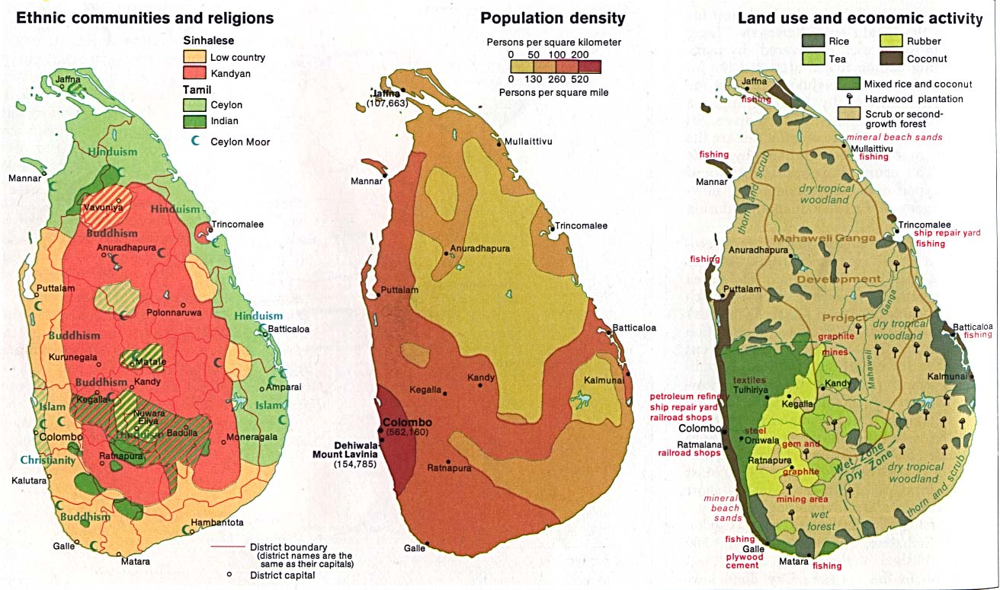 Ethnic communities and religions
Sinhalese
Low country
Kandyan
Tamil
Ceylon
Indian
Ceylon Moor
Jaffna
Hinduism
Mannar
Vavuniya
Hinduism
Buddhism
Trincomalee
Anuradhapura
Puttalam
Polonnaruwa
Hinduism
Batticaloa
Buddhism
Kurunegala
Matale
Buddhism
Kandy
Kegalla
Amparai
Islam
Islam
Nuwara
Eliya
Hinduism
Badulla
Colombo
Moneragala
Christianity
Ratnapura
Kalutara
Buddhism
Hambantota
Galle
Matara
District boundary
(district names are the
same as their capitals)
District capital
Population density
Persons per square kilometer
0 50 100 200
0 130 260 520
Persons per square mile
Jaffna
(107,663)
Mullaittivu
Mannar
Trincomalee
Anuradhapura
Puttalam
Batticaloa
Kandy
Kalmunai
Kegalla
Colombo
(562,160)
Dehiwala-
Mount Lavinia
(154,785)
Ratnapura
Galle
Land use and economic activity
Rice
Rubber
Tea
Coconut
Mixed rice and coconut
Hardwood plantation
Scrub or second-
growth forest
Jaffna
fishing
mineral beach sands
Mullaittivu
fishing
fishing
Mannar
thorn and scrub
dry tropical
woodland
Trincomalee
ship repair yard
fishing
Mahaweli Ganga
Anuradhapura
fishing
Development
Puttalam
Project
Mahaweli Ganga
dry tropical
woodland
Batticaloa
fishing
graphite
mines
Kalmunai
textiles
Tulhiriya
Kandy
Kegalla
petroleum refinery
ship repair yard
railroad shops
Colombo
steel
Oruwala
Ratmalana
railroad shops
gem and
Ratnapura
graphite
mining area
Wet Zone
Dry Zone
dry tropical
woodland
thorn and scrub
mineral
beach
sands
wet
forest
fishing
Galle
plywood
cement
Matara
fishing